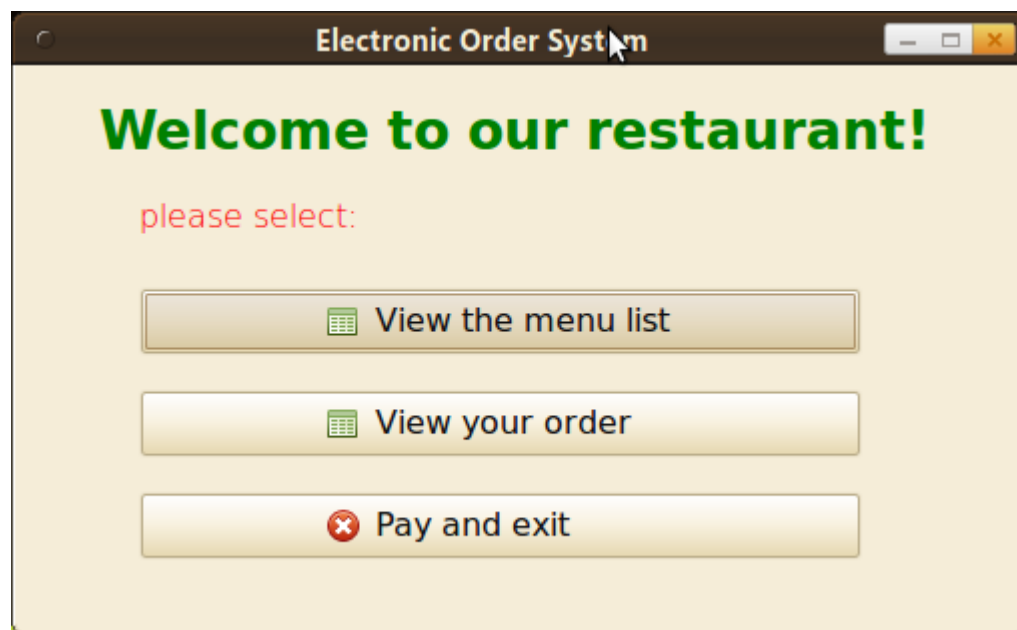 Electronic Order System
Welcome to our restaurant!
please select:
View the menu list
View your order
Pay and exit